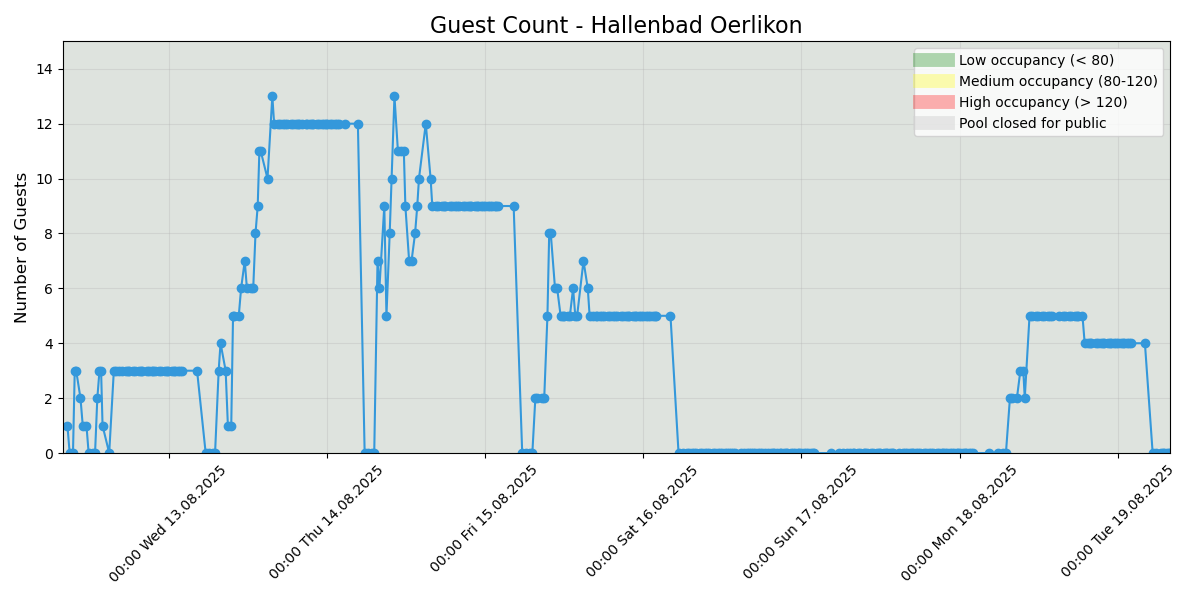 Guest Count - Hallenbad Oerlikon
Number of Guests
14
12
10
8
6
4
2
0
Low occupancy (< 80)
Medium occupancy (80-120)
High occupancy (> 120)
Pool closed for public
00:00 Wed 13.08.2025
00:00 Thu 14.08.2025
00:00 Fri 15.08.2025
00:00 Sat 16.08.2025
00:00 Sun 17.08.2025
00:00 Mon 18.08.2025
00:00 Tue 19.08.2025